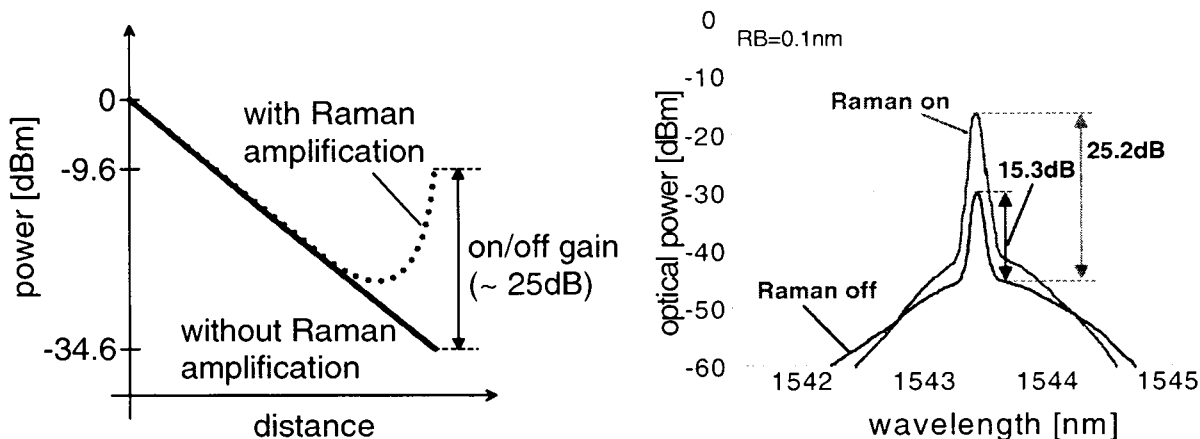 0
-9.6
-34.6
power [dBm]
with Raman
amplification
on/off gain
(~ 25dB)
without Raman
amplification
distance
0
-10
-20
-30
-40
-50
-60
optical power [dBm]
RB=0.1nm
Raman on
15.3dB
25.2dB
Raman off
1542
1543
1544
1545
wavelength [nm]